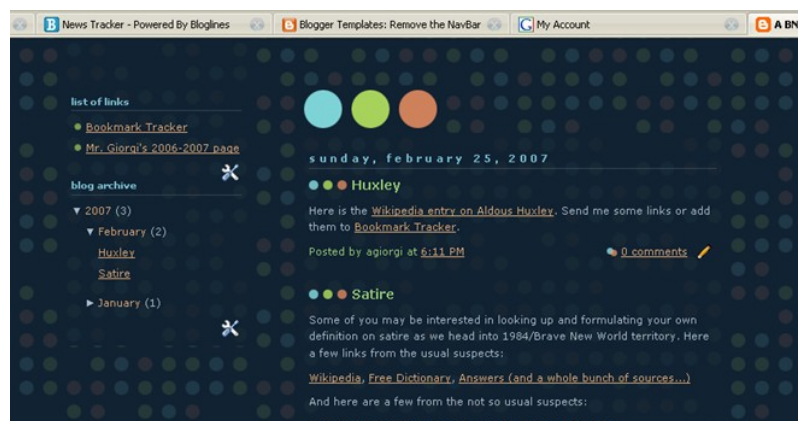 News Tracker - Powered By Bloglines
Blogger Templates: Remove the NavBar
My Account
A BN
list of links
Bookmark Tracker
Mr. Giorgi's 2006-2007 page
blog archive
▼ 2007 (3)
▼ February (2)
Huxley
Satire
► January (1)
sunday, february 25, 2007
Huxley
Here is the Wikipedia entry on Aldous Huxley. Send me some links or add
them to Bookmark Tracker.
Posted by agiorgi at 6:11 PM
0 comments
Satire
Some of you may be interested in looking up and formulating your own
definition on satire as we head into 1984/Brave New World territory. Here
a few links from the usual suspects:
Wikipedia, Free Dictionary, Answers (and a whole bunch of sources...)
And here are a few from the not so usual suspects: